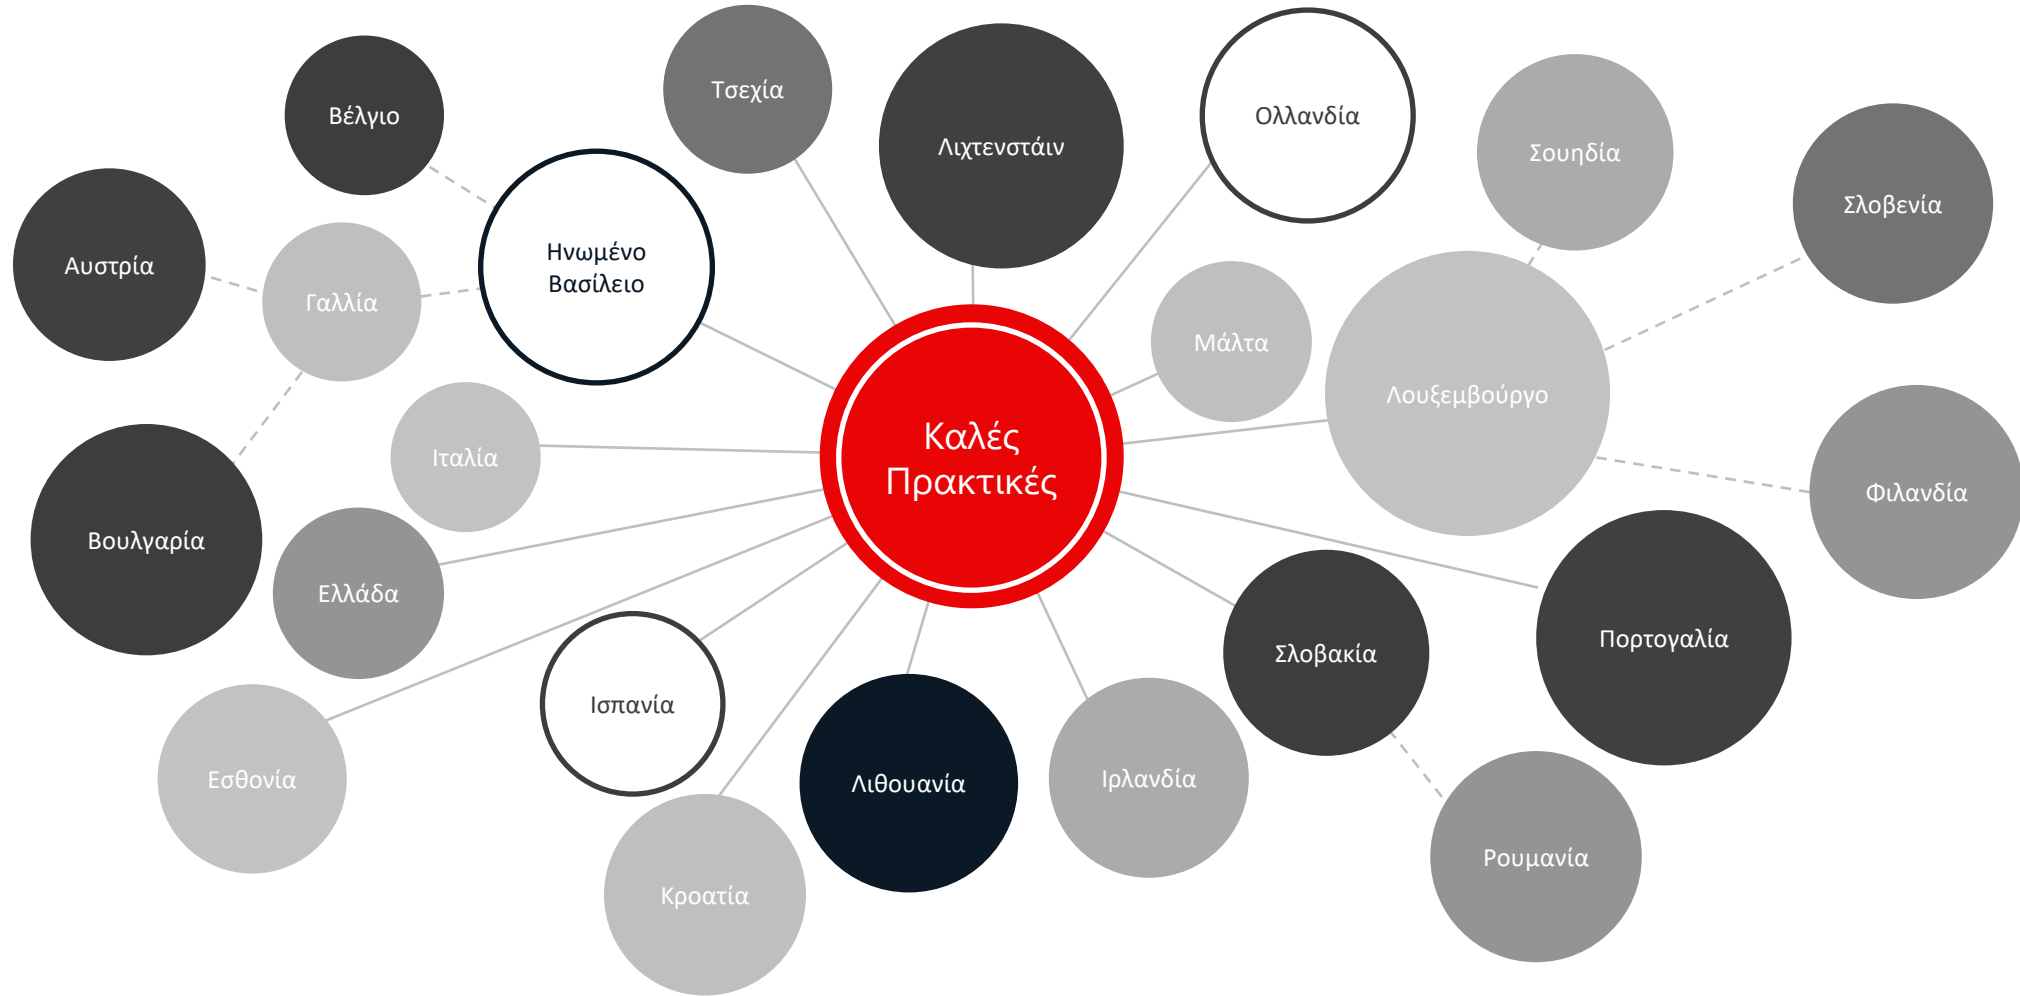 Τσεχία
Βέλγιο
Ολλανδία
Λιχτενστάιν
Σουηδία
Σλοβενία
Ηνωμένο
Βασίλειο
Αυστρία
Γαλλία
Μάλτα
Λουξεμβούργο
Καλές
Πρακτικές
Ιταλία
Φιλανδία
Βουλγαρία
Ελλάδα
Πορτογαλία
Σλοβακία
Ισπανία
Εσθονία
Λιθουανία
Ιρλανδία
Ρουμανία
Κροατία